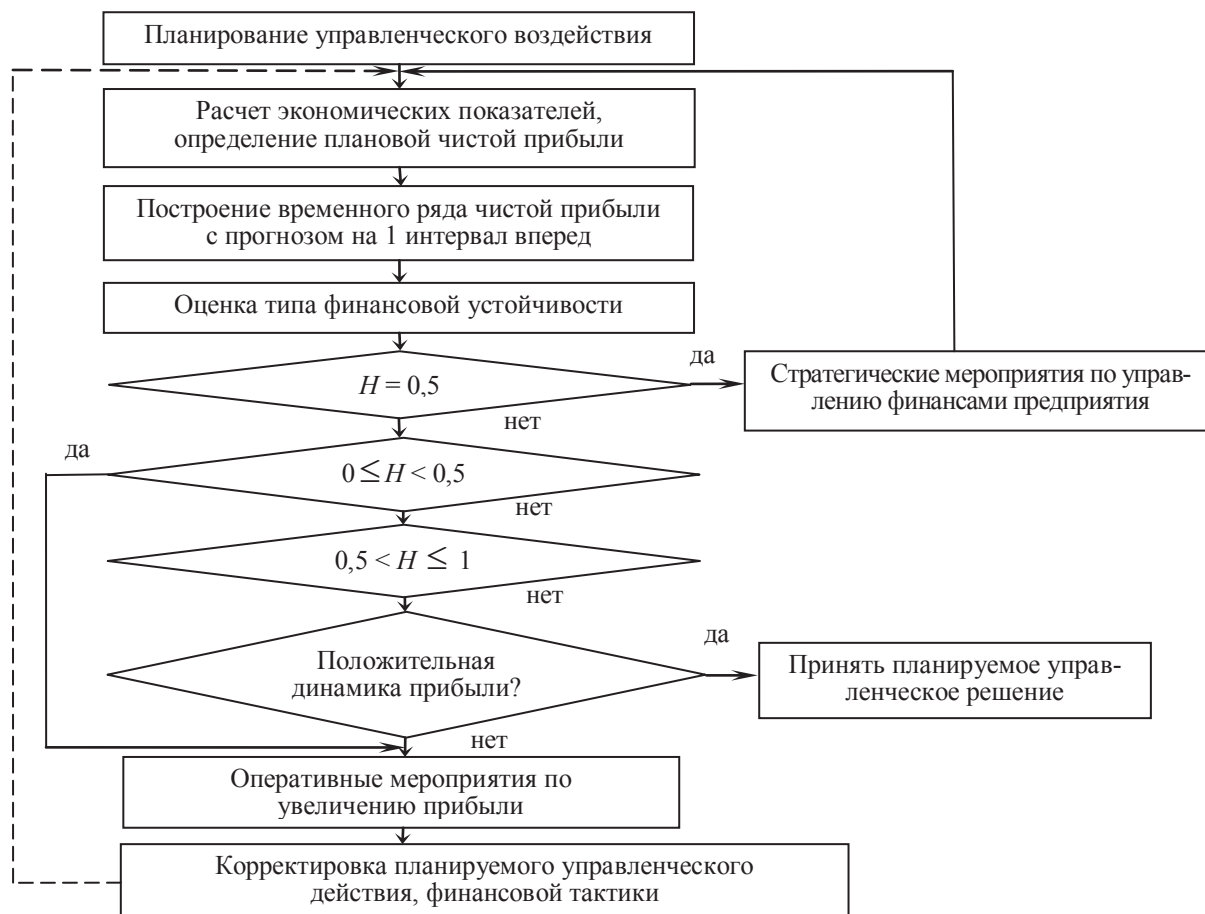 Планирование управленческого воздействия
Расчет экономических показателей,
определение плановой чистой прибыли
Построение временного ряда чистой прибыли
с прогнозом на 1 интервал вперед
Оценка типа финансовой устойчивости
H = 0,5
да
Стратегические мероприятия по управ-
лению финансами предприятия
нет
да
0 ≤ H < 0,5
нет
0,5 < H ≤ 1
нет
Положительная
динамика прибыли?
да
Принять планируемое управ-
ленческое решение
нет
Оперативные мероприятия по
увеличению прибыли
Корректировка планируемого управленческого
действия, финансовой тактики